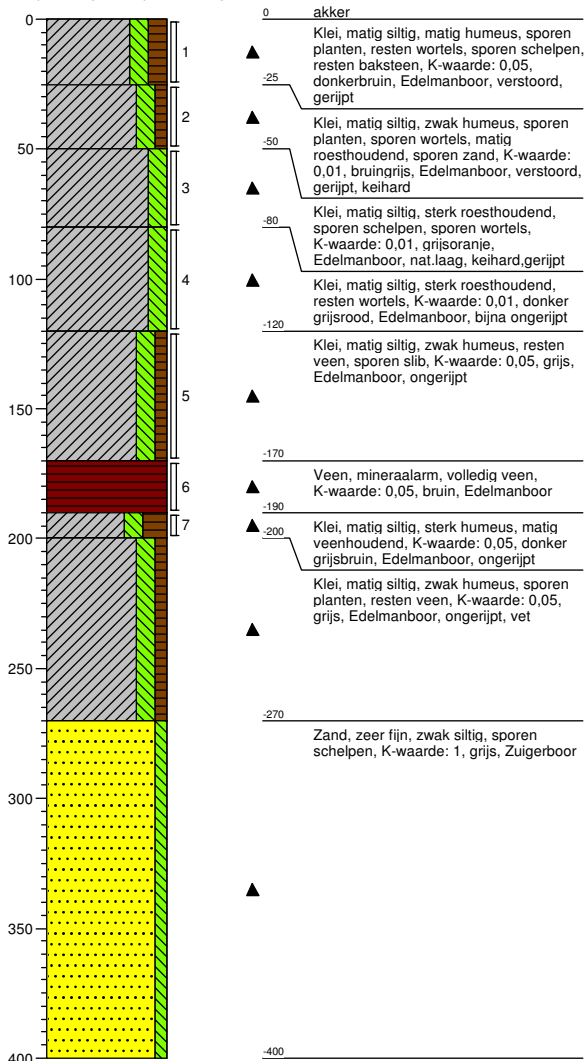 0
akker
0
Klei, matig siltig, matig humeus, sporen
planten, resten wortels, sporen schelpen,
resten baksteen, K-waarde: 0,05,
donkerbruin, Edelmanboor, verstoord,
gerijpt
1
-25
Klei, matig siltig, zwak humeus, sporen
planten, sporen wortels, matig
roesthoudend, sporen zand, K-waarde:
0,01, bruingrijs, Edelmanboor, verstoord,
gerijpt, keihard
2
50
-50
Klei, matig siltig, sterk roesthoudend,
sporen schelpen, sporen wortels,
K-waarde: 0,01, grijsoranje,
Edelmanboor, nat.laag, keihard,gerijpt
3
-80
Klei, matig siltig, sterk roesthoudend,
resten wortels, K-waarde: 0,01, donker
grijsrood, Edelmanboor, bijna ongerijpt
100
4
-120
Klei, matig siltig, zwak humeus, resten
veen, sporen slib, K-waarde: 0,05, grijs,
Edelmanboor, ongerijpt
150
5
-170
Veen, mineraalarm, volledig veen,
K-waarde: 0,05, bruin, Edelmanboor
6
-190
Klei, matig siltig, sterk humeus, matig
veenhoudend, K-waarde: 0,05, donker
grijsbruin, Edelmanboor, ongerijpt
7
200
-200
Klei, matig siltig, zwak humeus, sporen
planten, resten veen, K-waarde: 0,05,
grijs, Edelmanboor, ongerijpt, vet
250
-270
Zand, zeer fijn, zwak siltig, sporen
schelpen, K-waarde: 1, grijs, Zuigerboor
300
350
400
-400